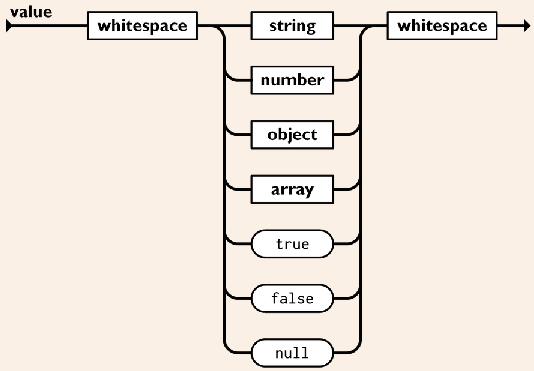 value
whitespace string whitespace
number
object
array
true
false
null